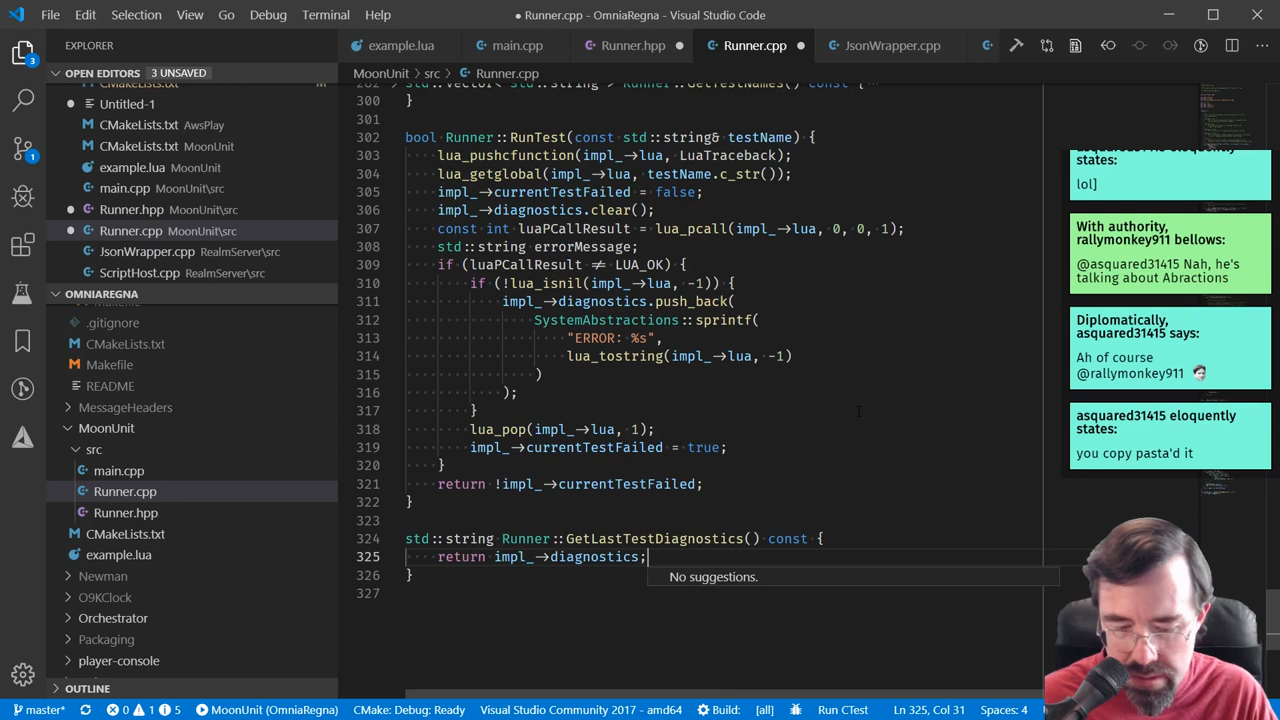 File Edit Selection View Go Debug Terminal Help
● Runner.cpp - OmniaRegna - Visual Studio Code
EXPLORER
example.lua main.cpp Runner.hpp Runner.cpp JsonWrapper.cpp
OPEN EDITORS 3 UNSAVED
MoonUnit > src > Runner.cpp
CMakeLists.txt
Untitled-1
CMakeLists.txt AwsPlay
CMakeLists.txt MoonUnit
example.lua MoonUnit
main.cpp MoonUnit\src
Runner.hpp MoonUnit\src
Runner.cpp MoonUnit\src
JsonWrapper.cpp RealmServer\src
ScriptHost.cpp RealmServer\src
OMNIAREGNA
.gitignore
CMakeLists.txt
Makefile
README
MessageHeaders
MoonUnit
src
main.cpp
Runner.cpp
Runner.hpp
CMakeLists.txt
example.lua
Newman
O9KClock
Orchestrator
Packaging
player-console
OUTLINE
std::vector< std::string > Runner::GetTestNames() const {
300 }
301
302 bool Runner::RunTest(const std::string& testName) {
303 lua_pushcfunction(impl_->lua, LuaTraceback);
304 lua_getglobal(impl_->lua, testName.c_str());
305 impl_->currentTestFailed = false;
306 impl_->diagnostics.clear();
307 const int luaPCallResult = lua_pcall(impl_->lua, 0, 0, 1);
308 std::string errorMessage;
309 if (luaPCallResult != LUA_OK) {
310 if (!lua_isnil(impl_->lua, -1)) {
311 impl_->diagnostics.push_back(
312 SystemAbstractions::sprintf(
313 "ERROR: %s",
314 lua_tostring(impl_->lua, -1)
315 )
316 );
317 }
318 lua_pop(impl_->lua, 1);
319 impl_->currentTestFailed = true;
320 }
321 return !impl_->currentTestFailed;
322 }
323
324 std::string Runner::GetLastTestDiagnostics() const {
325 return impl_->diagnostics;
326 }
327
No suggestions.
states:
lol]
With authority,
rallymonkey911 bellows:
@asquared31415 Nah, he's
talking about Abractions
Diplomatically,
asquared31415 says:
Ah of course
@rallymonkey911
asquared31415 eloquently
states:
you copy pasta'd it
3
1
master* 0 1 5 MoonUnit (OmniaRegna) CMake: Debug: Ready Visual Studio Community 2017 - amd64 Build: [all] Run CTest Ln 325, Col 31 Spaces: 4